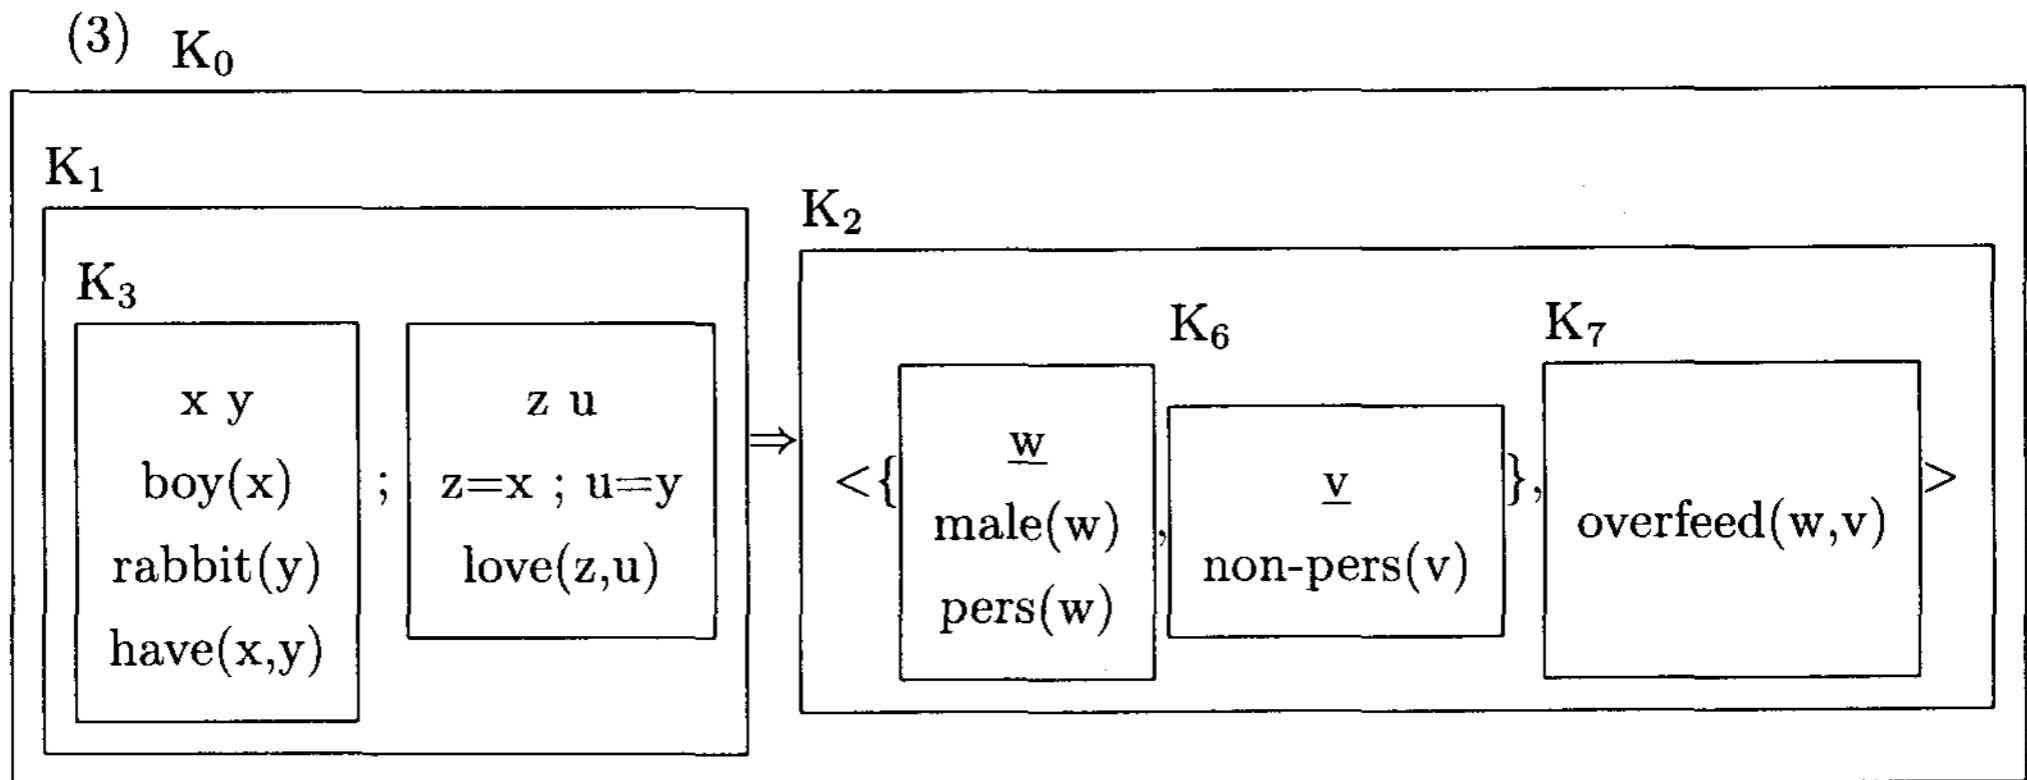 (3) K₀
K₁
K₂
K₃
K₆
K₇
x y
boy(x)
rabbit(y)
have(x,y)
;
z u
z=x ; u=y
love(z,u)
⇒
<{
w
male(w)
pers(w)
,
v
non-pers(v)
},
overfeed(w,v)
>